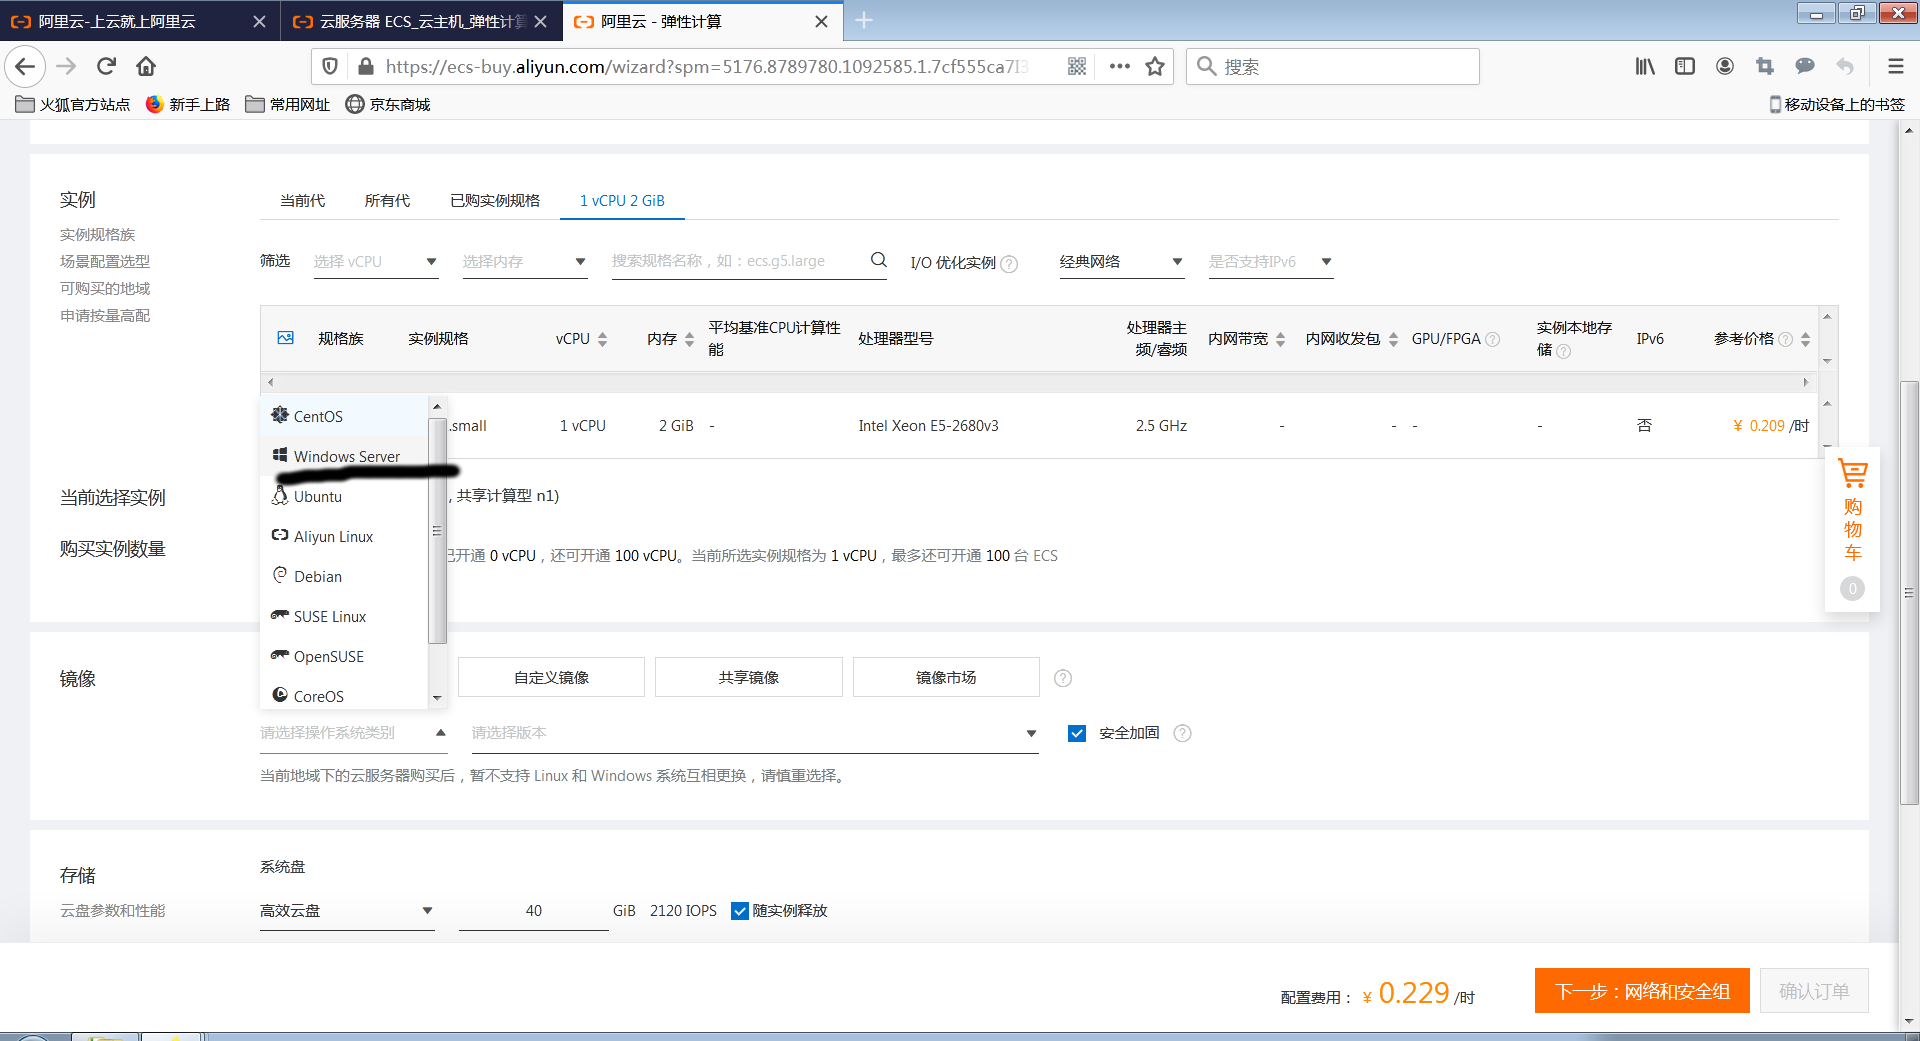 阿里云-上云就上阿里云
云服务器 ECS_云主机_弹性计算
阿里云 - 弹性计算
https://ecs-buy.aliyun.com/wizard?spm=5176.8789780.1092585.1.7cf555ca7I3
搜索
火狐官方站点 新手上路 常用网址 京东商城
移动设备上的书签
实例
实例规格族
场景配置选型
可购买的地域
申请按量高配
当前代 所有代 已购实例规格 1 vCPU 2 GiB
筛选 选择 vCPU 选择内存 搜索规格名称，如：ecs.g5.large I/O 优化实例 ? 经典网络 是否支持IPv6
规格族 实例规格 vCPU 内存 平均基准CPU计算性能 处理器型号 处理器主频/睿频 内网带宽 内网收发包 GPU/FPGA ? 实例本地存储 ? IPv6 参考价格 ?
.small 1 vCPU 2 GiB - Intel Xeon E5-2680v3 2.5 GHz - - - - 否 ¥ 0.209 /时
CentOS
Windows Server
Ubuntu
Aliyun Linux
Debian
SUSE Linux
OpenSUSE
CoreOS
当前选择实例
, 共享计算型 n1)
购买实例数量
已开通 0 vCPU，还可开通 100 vCPU。当前所选实例规格为 1 vCPU，最多还可开通 100 台 ECS
购
物
车
0
镜像
自定义镜像 共享镜像 镜像市场 ?
请选择操作系统类别 请选择版本 安全加固 ?
当前地域下的云服务器购买后，暂不支持 Linux 和 Windows 系统互相更换，请慎重选择。
存储
云盘参数和性能
系统盘
高效云盘 40 GiB 2120 IOPS 随实例释放
配置费用： ¥ 0.229 /时
下一步：网络和安全组
确认订单